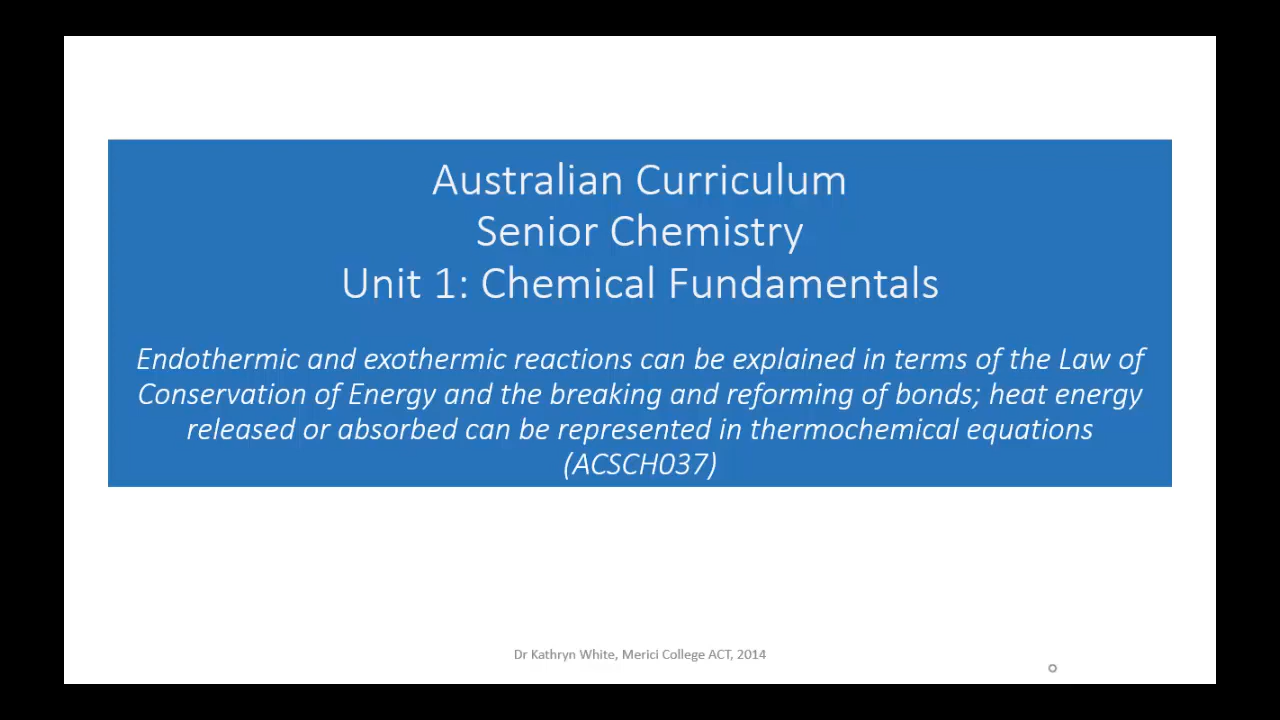 Australian Curriculum
Senior Chemistry
Unit 1: Chemical Fundamentals
Endothermic and exothermic reactions can be explained in terms of the Law of
Conservation of Energy and the breaking and reforming of bonds; heat energy
released or absorbed can be represented in thermochemical equations
(ACSCH037)
Dr Kathryn White, Merici College ACT, 2014